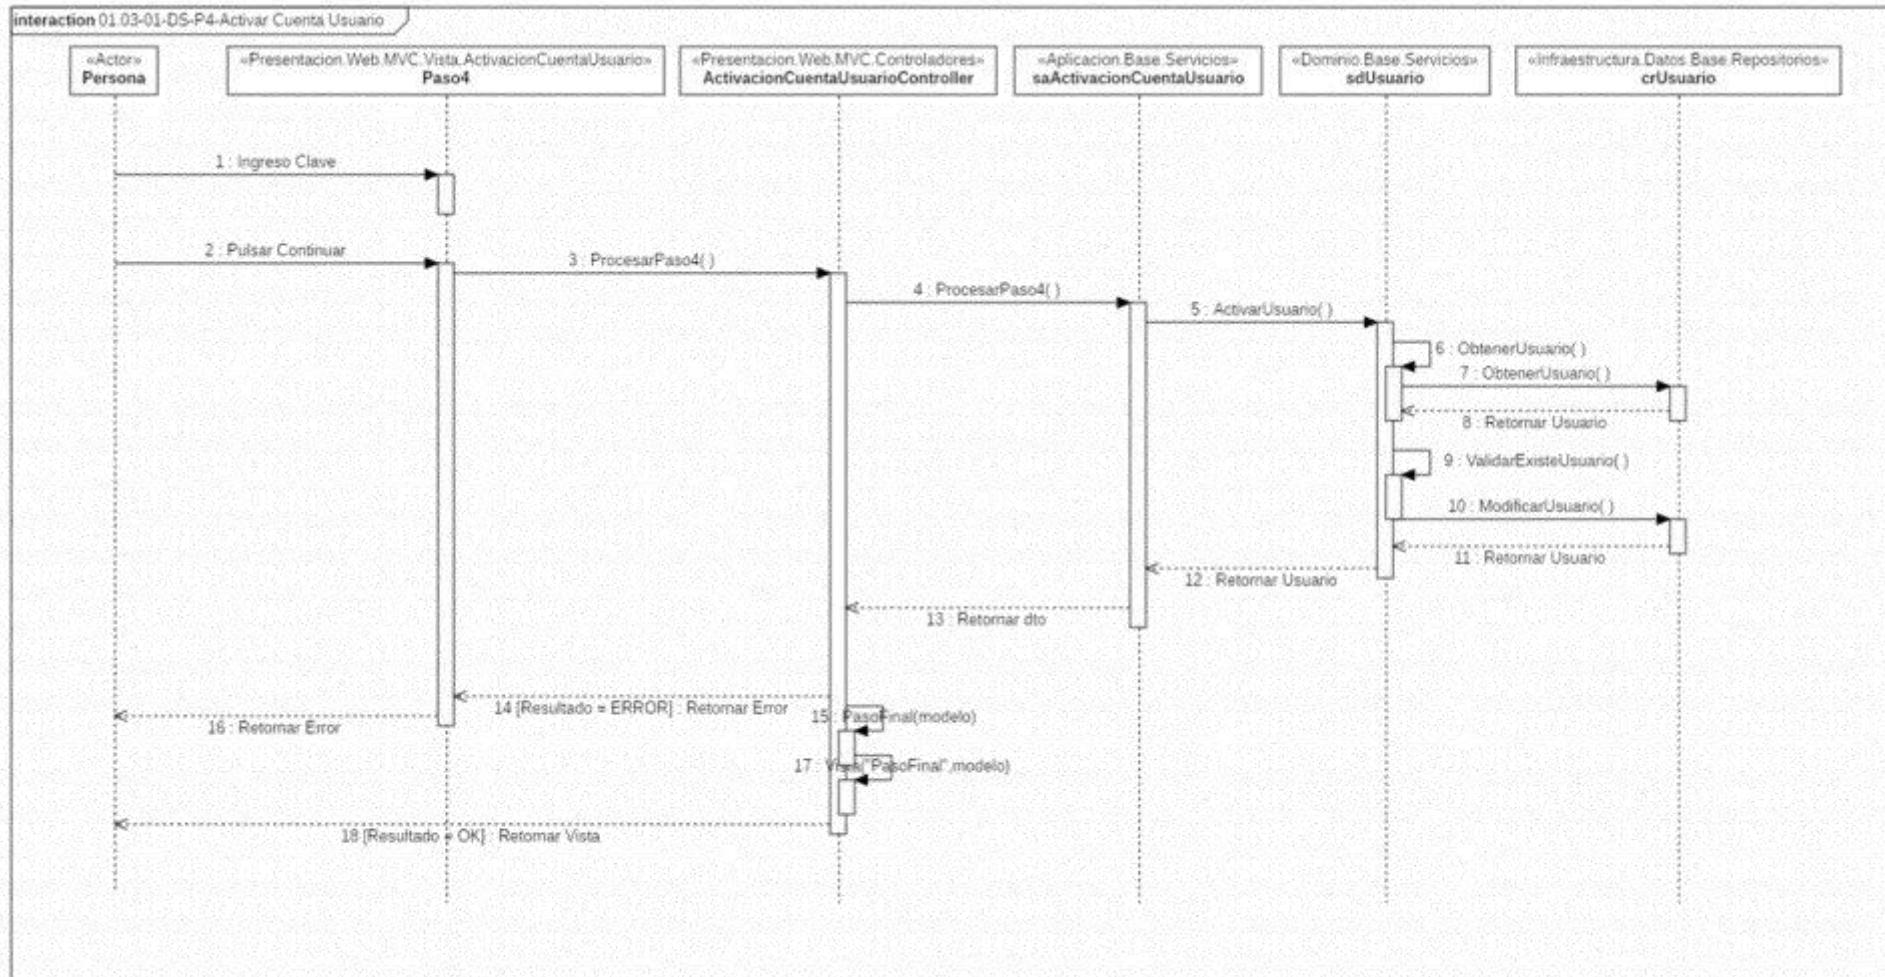 interaction 01.03-01-DS-P4-Activar Cuenta Usuario
«Actor»
Persona
«Presentacion.Web.MVC.Vista.ActivacionCuentaUsuario»
Paso4
«Presentacion.Web.MVC.Controladores»
ActivacionCuentaUsuarioController
«Aplicacion.Base.Servicios»
saActivacionCuentaUsuario
«Dominio.Base.Servicios»
sdUsuario
«Infraestructura.Datos.Base.Repositorios»
crUsuario
1 : Ingreso Clave
2 : Pulsar Continuar
3 : ProcesarPaso4( )
4 : ProcesarPaso4( )
5 : ActivarUsuario( )
6 : ObtenerUsuario( )
7 : ObtenerUsuario( )
8 : Retornar Usuario
9 : ValidarExisteUsuario( )
10 : ModificarUsuario( )
11 : Retornar Usuario
12 : Retornar Usuario
13 : Retornar dto
14 [Resultado = ERROR] : Retornar Error
15 : PasoFinal(modelo)
16 : Retornar Error
17 : Vista("PasoFinal",modelo)
18 [Resultado = OK] : Retornar Vista